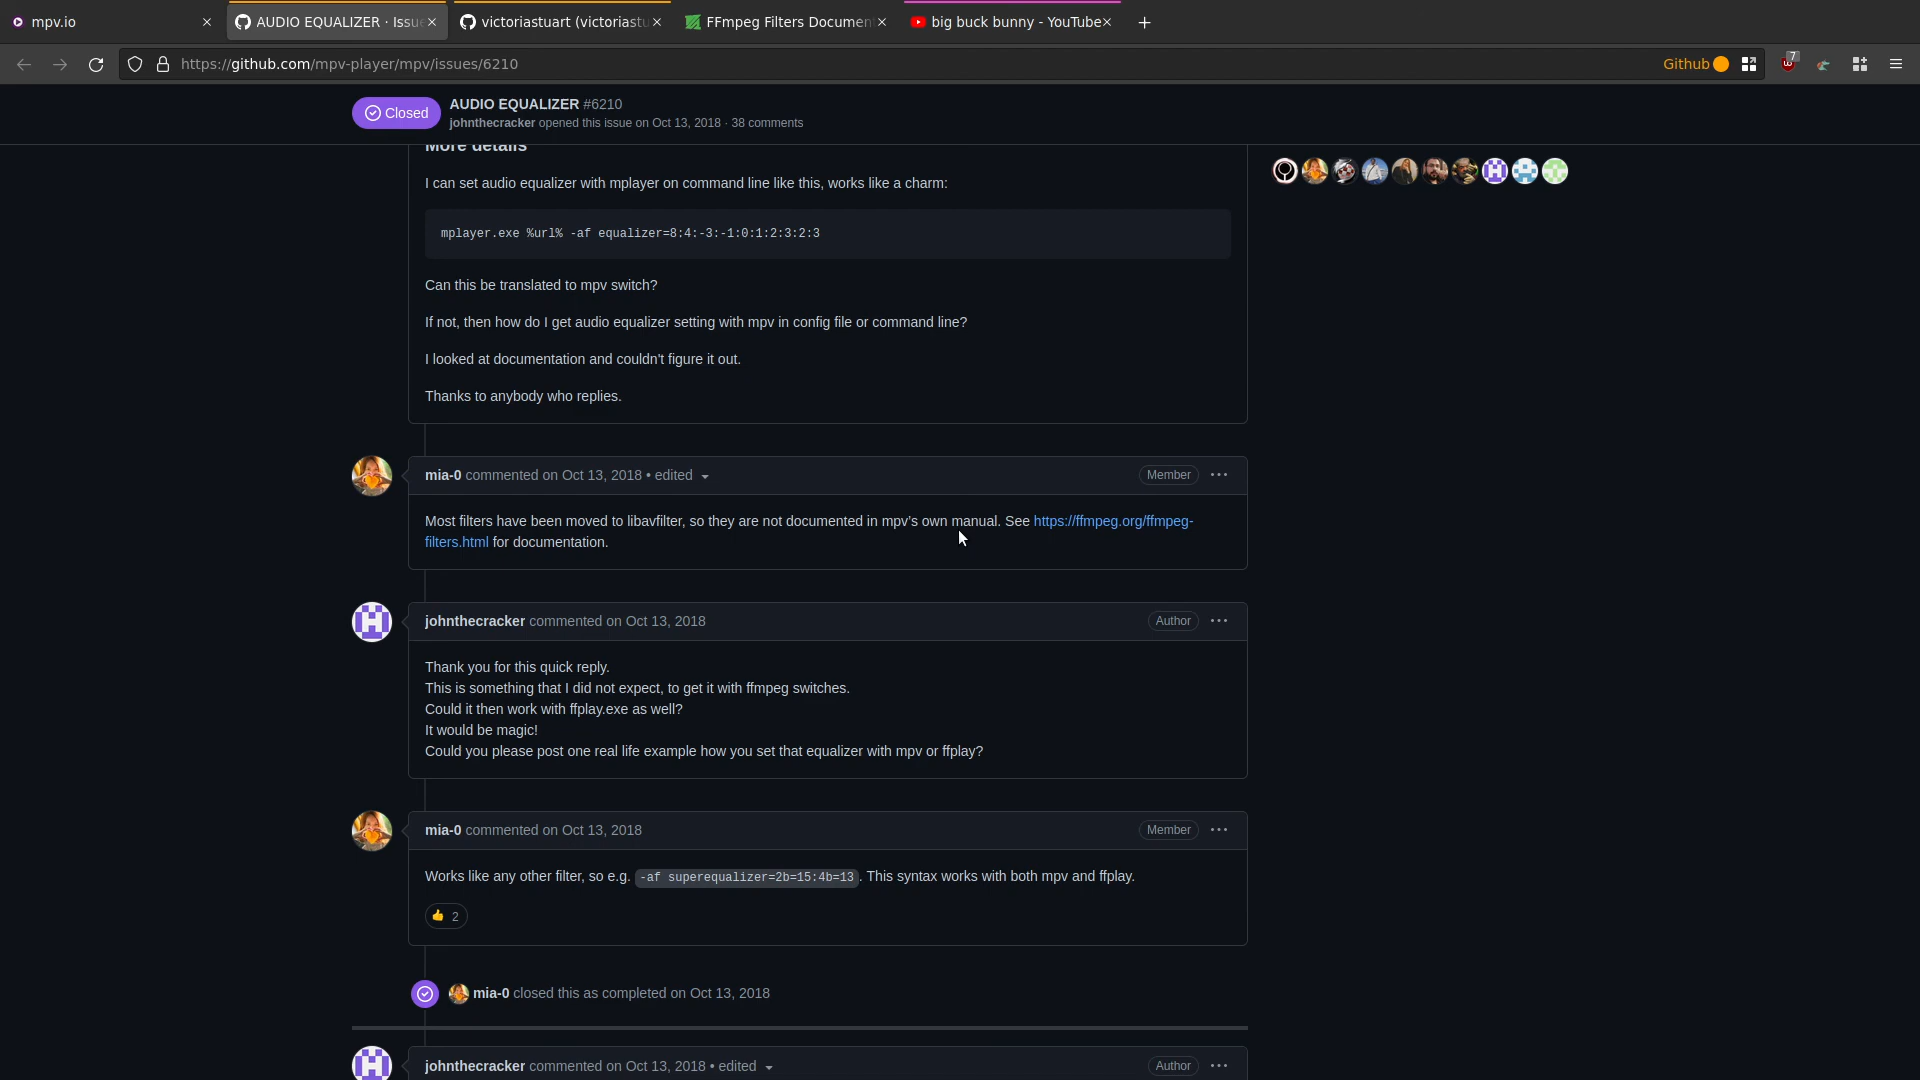 mpv.io
AUDIO EQUALIZER · Issue
victoriastuart (victoriastu
FFmpeg Filters Documen
big buck bunny - YouTube
https://github.com/mpv-player/mpv/issues/6210
Github
7
Closed
AUDIO EQUALIZER #6210
johnthecracker opened this issue on Oct 13, 2018 · 38 comments
More details
I can set audio equalizer with mplayer on command line like this, works like a charm:
mplayer.exe %url% -af equalizer=8:4:-3:-1:0:1:2:3:2:3
Can this be translated to mpv switch?
If not, then how do I get audio equalizer setting with mpv in config file or command line?
I looked at documentation and couldn't figure it out.
Thanks to anybody who replies.
mia-0 commented on Oct 13, 2018 • edited
Member
Most filters have been moved to libavfilter, so they are not documented in mpv's own manual. See https://ffmpeg.org/ffmpeg-
filters.html for documentation.
johnthecracker commented on Oct 13, 2018
Author
Thank you for this quick reply.
This is something that I did not expect, to get it with ffmpeg switches.
Could it then work with ffplay.exe as well?
It would be magic!
Could you please post one real life example how you set that equalizer with mpv or ffplay?
mia-0 commented on Oct 13, 2018
Member
Works like any other filter, so e.g. -af superequalizer=2b=15:4b=13. This syntax works with both mpv and ffplay.
👍 2
mia-0 closed this as completed on Oct 13, 2018
johnthecracker commented on Oct 13, 2018 • edited
Author